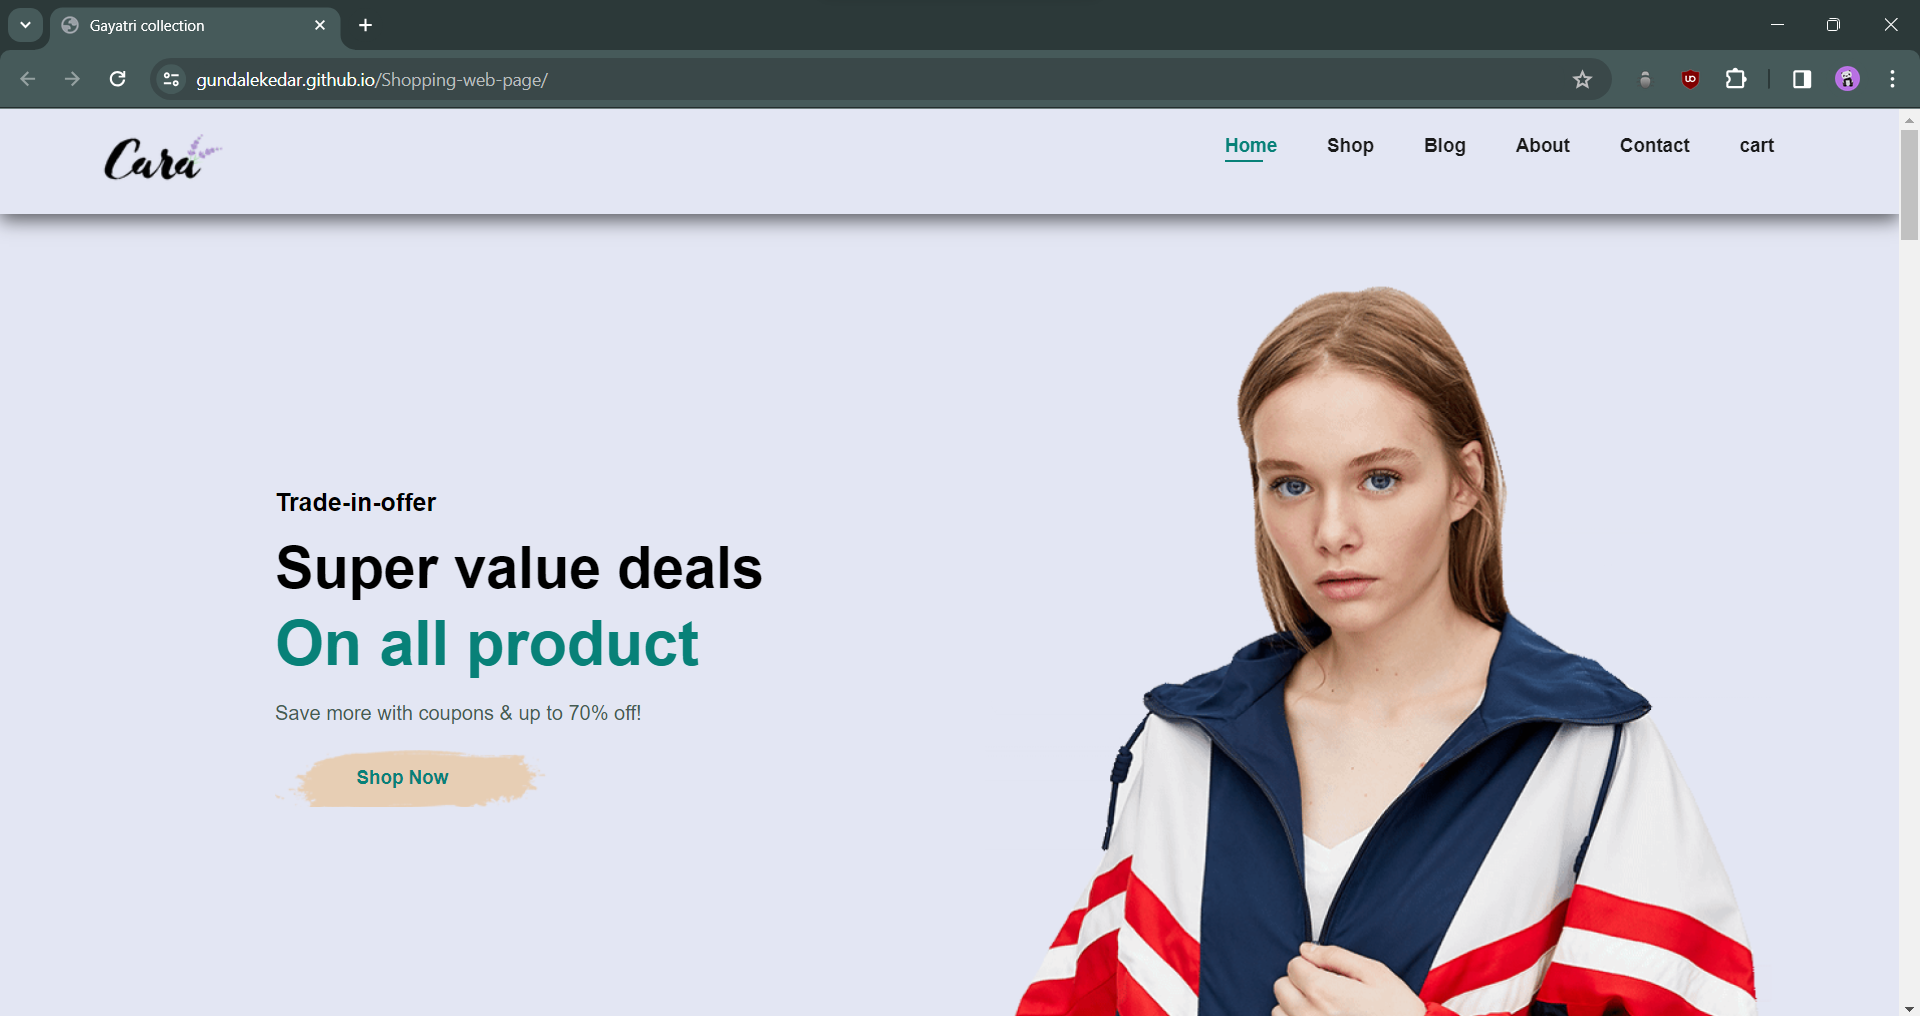 Gayatri collection
gundalekedar.github.io/Shopping-web-page/
Cara
Home Shop Blog About Contact cart
Trade-in-offer
Super value deals
On all product
Save more with coupons & up to 70% off!
Shop Now